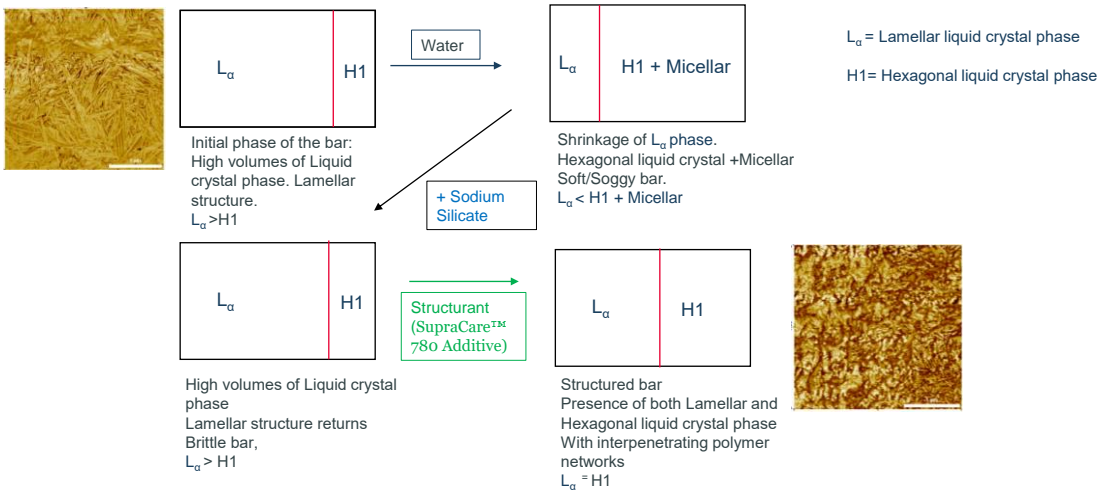 Lα
H1
Water
Lα
H1 + Micellar
Lα = Lamellar liquid crystal phase
H1= Hexagonal liquid crystal phase
Initial phase of the bar:
High volumes of Liquid
crystal phase. Lamellar
structure.
Lα >H1
Shrinkage of Lα phase.
Hexagonal liquid crystal +Micellar
Soft/Soggy bar.
Lα < H1 + Micellar
+ Sodium
Silicate
Lα
H1
Structurant
(SupraCare™
780 Additive)
Lα
H1
High volumes of Liquid crystal
phase
Lamellar structure returns
Brittle bar,
Lα > H1
Structured bar
Presence of both Lamellar and
Hexagonal liquid crystal phase
With interpenetrating polymer
networks
Lα = H1